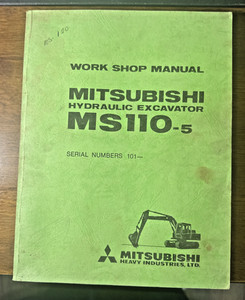 WORK SHOP MANUAL
MITSUBISHI
HYDRAULIC EXCAVATOR
MS110-5
SERIAL NUMBERS 101—
MITSUBISHI
HEAVY INDUSTRIES, LTD.